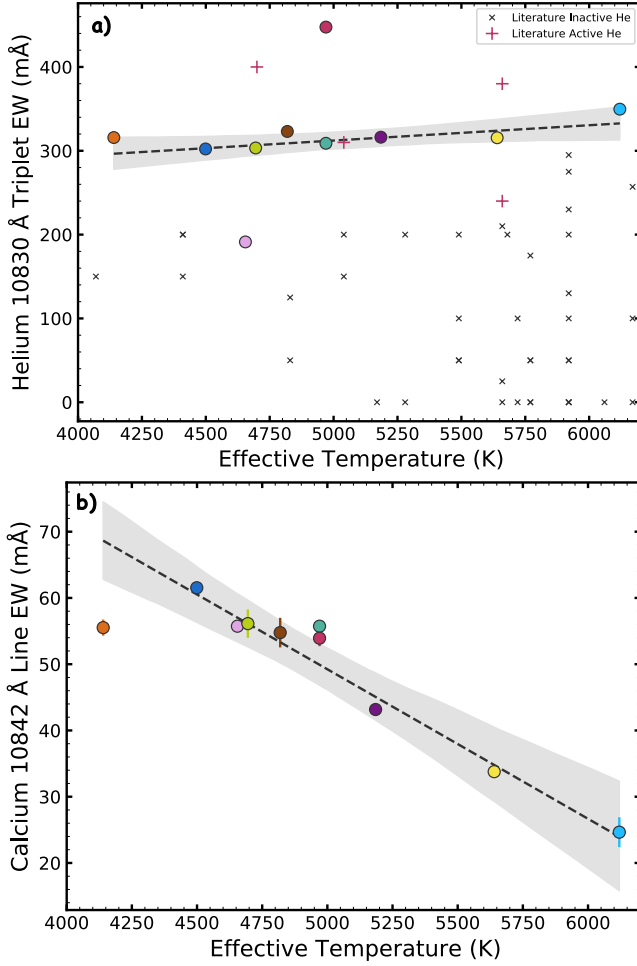 a)
Literature Inactive He
Literature Active He
Helium 10830 Å Triplet EW (mÅ)
400
300
200
100
0
4000 4250 4500 4750 5000 5250 5500 5750 6000
Effective Temperature (K)
b)
Calcium 10842 Å Line EW (mÅ)
70
60
50
40
30
20
4000 4250 4500 4750 5000 5250 5500 5750 6000
Effective Temperature (K)